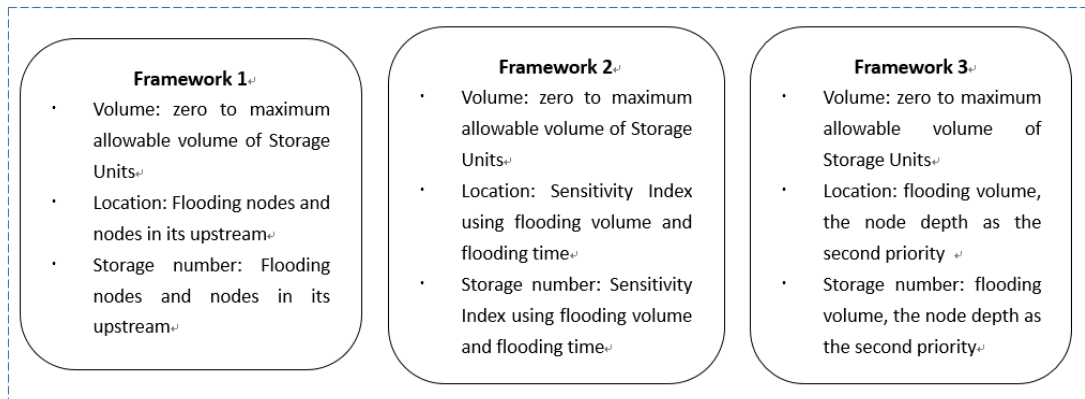 Framework 1
· Volume: zero to maximum
allowable volume of Storage
Units
· Location: Flooding nodes and
nodes in its upstream
· Storage number: Flooding
nodes and nodes in its
upstream
Framework 2
· Volume: zero to maximum
allowable volume of Storage
Units
· Location: Sensitivity Index
using flooding volume and
flooding time
· Storage number: Sensitivity
Index using flooding volume
and flooding time
Framework 3
· Volume: zero to maximum
allowable volume of
Storage Units
· Location: flooding volume,
the node depth as the
second priority
· Storage number: flooding
volume, the node depth as
the second priority